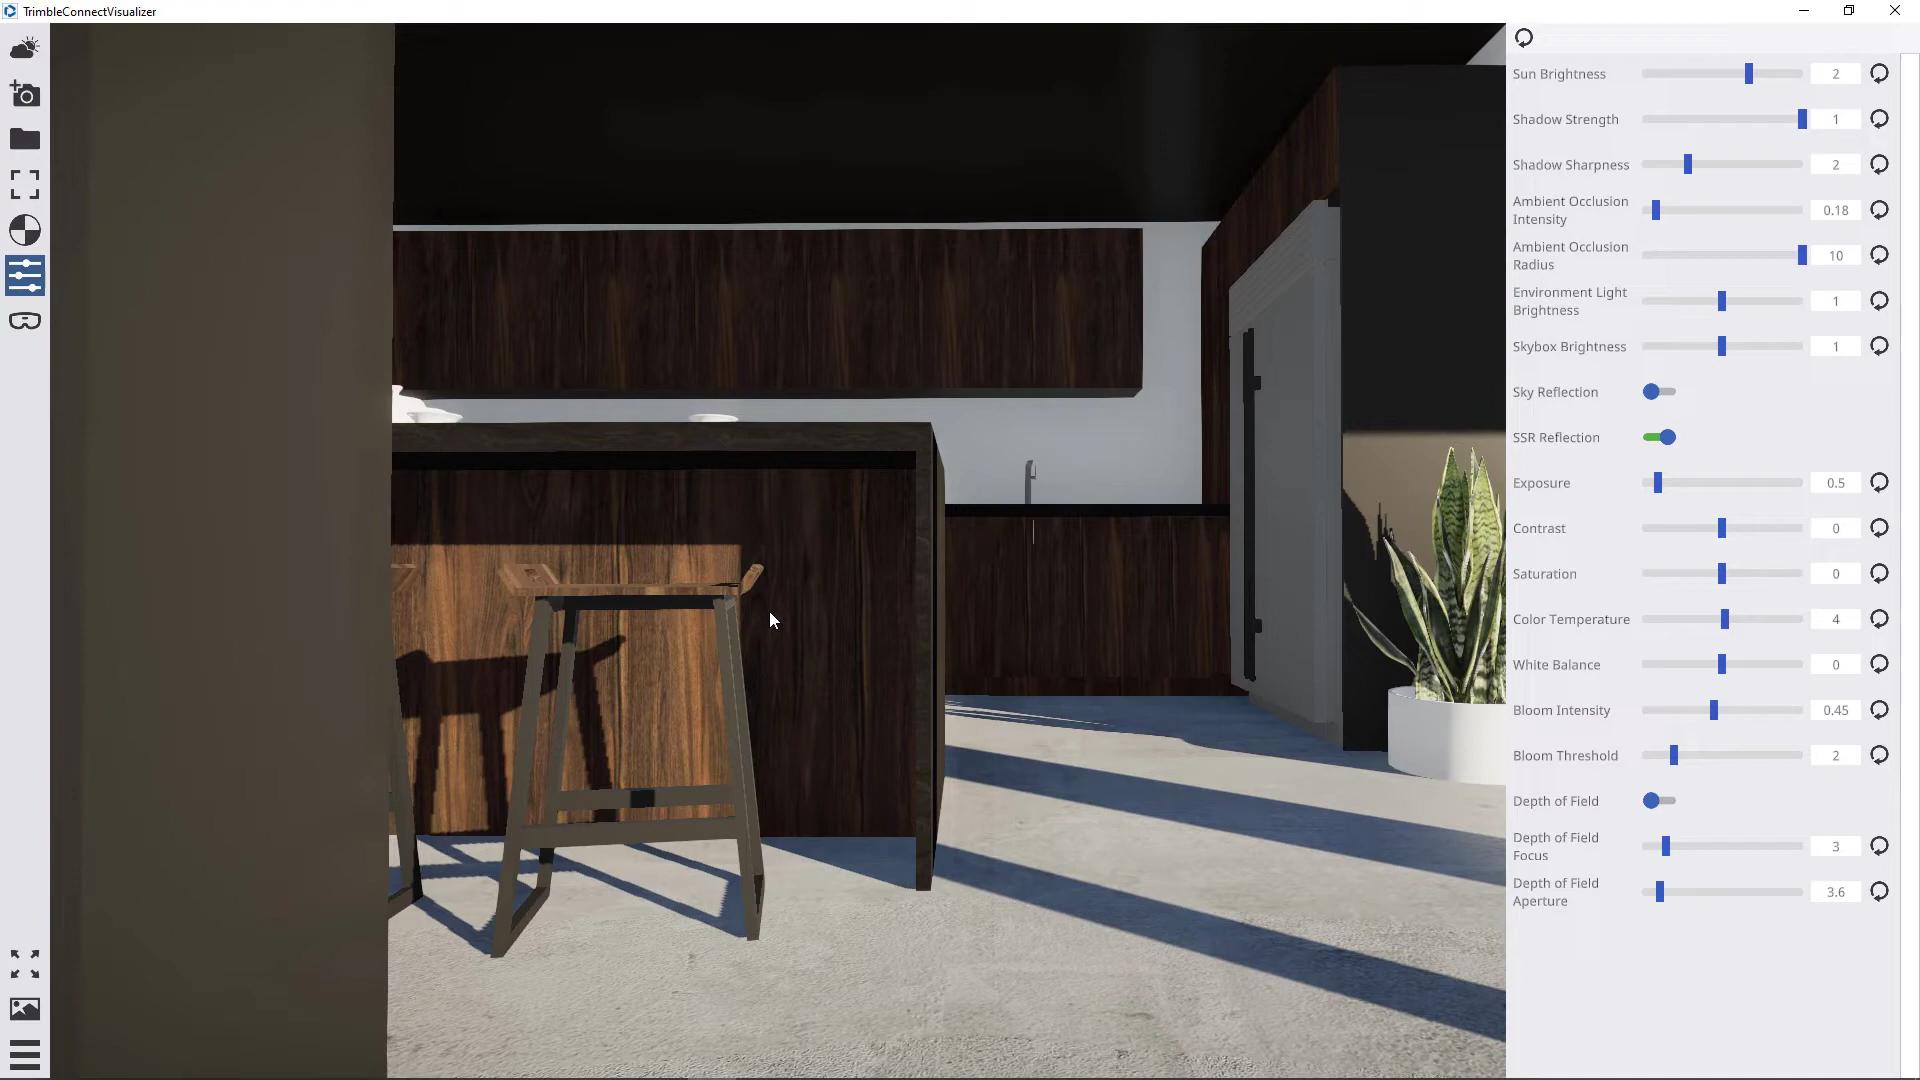 TrimbleConnectVisualizer
Sun Brightness 2
Shadow Strength 1
Shadow Sharpness 2
Ambient Occlusion
Intensity 0.18
Ambient Occlusion
Radius 10
Environment Light
Brightness 1
Skybox Brightness 1
Sky Reflection
SSR Reflection
Exposure 0.5
Contrast 0
Saturation 0
Color Temperature 4
White Balance 0
Bloom Intensity 0.45
Bloom Threshold 2
Depth of Field
Depth of Field
Focus 3
Depth of Field
Aperture 3.6